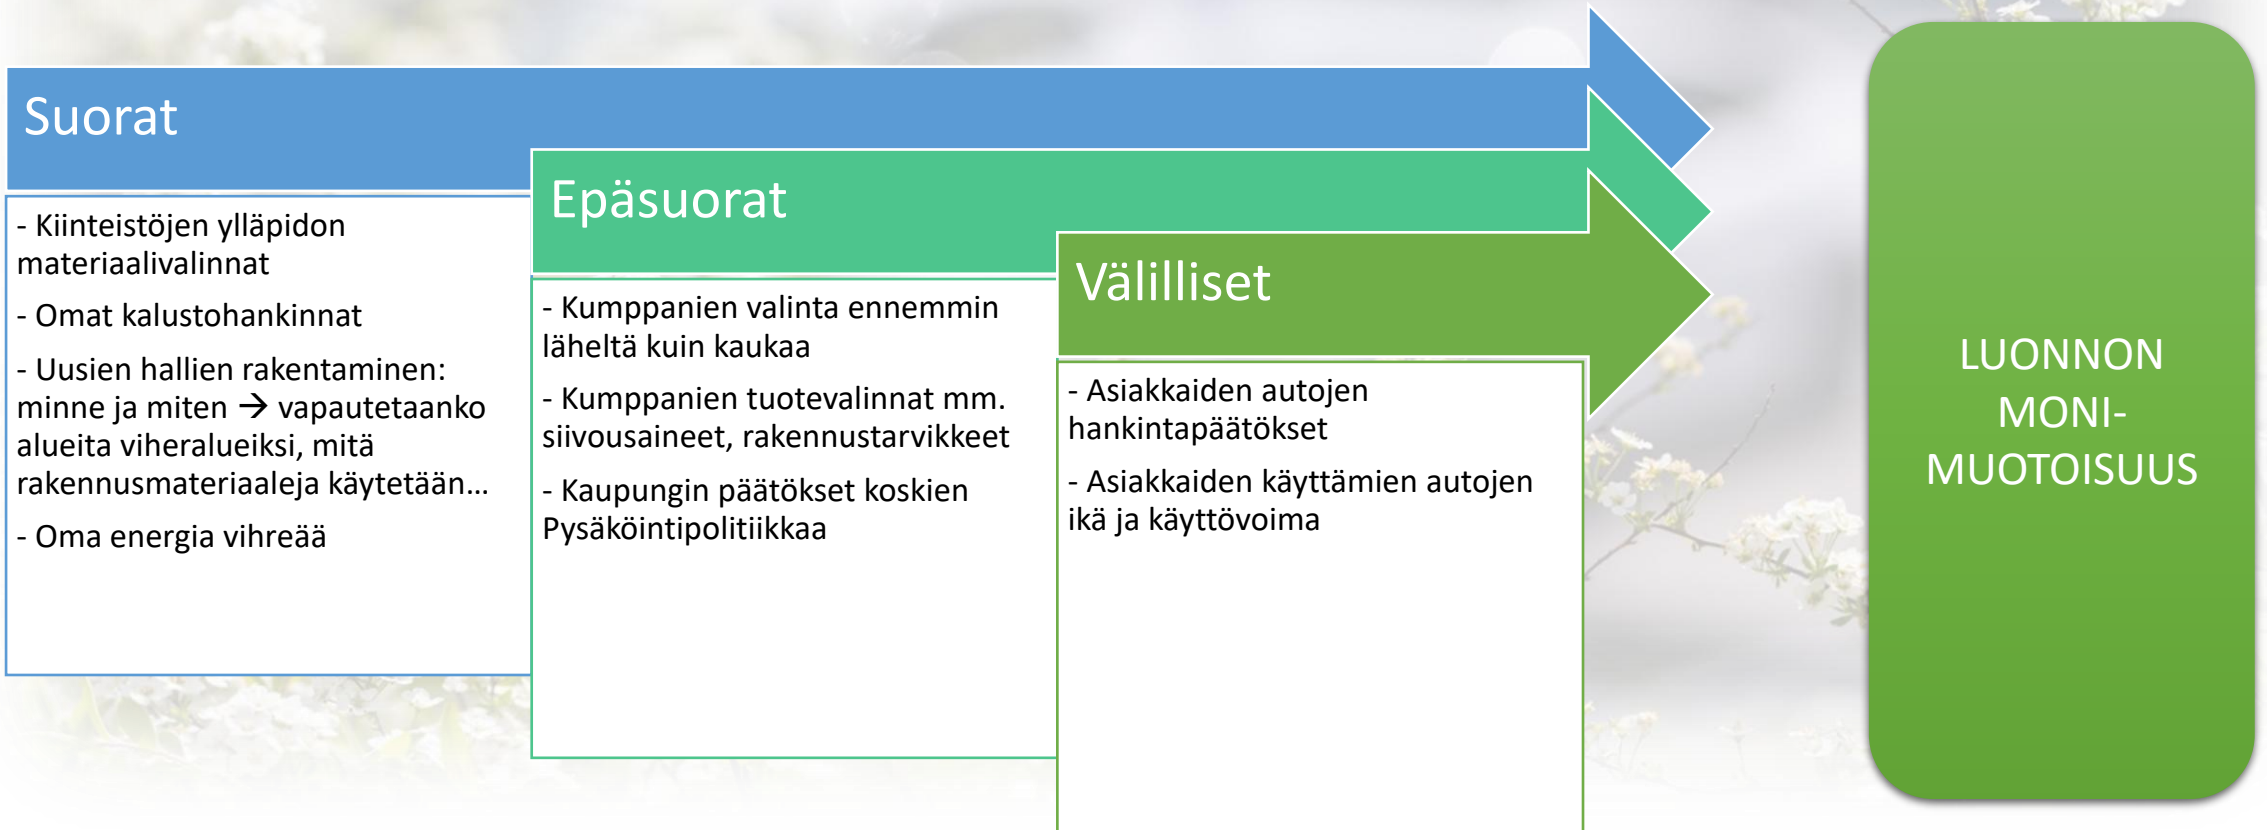 Suorat
- Kiinteistöjen ylläpidon
materiaalivalinnat
- Omat kalustohankinnat
- Uusien hallien rakentaminen:
minne ja miten → vapautetaanko
alueita viheralueiksi, mitä
rakennusmateriaaleja käytetään…
- Oma energia vihreää
Epäsuorat
- Kumppanien valinta ennemmin
läheltä kuin kaukaa
- Kumppanien tuotevalinnat mm.
siivousaineet, rakennustarvikkeet
- Kaupungin päätökset koskien
Pysäköintipolitiikkaa
Välilliset
- Asiakkaiden autojen
hankintapäätökset
- Asiakkaiden käyttämien autojen
ikä ja käyttövoima
LUONNON
MONI-
MUOTOISUUS